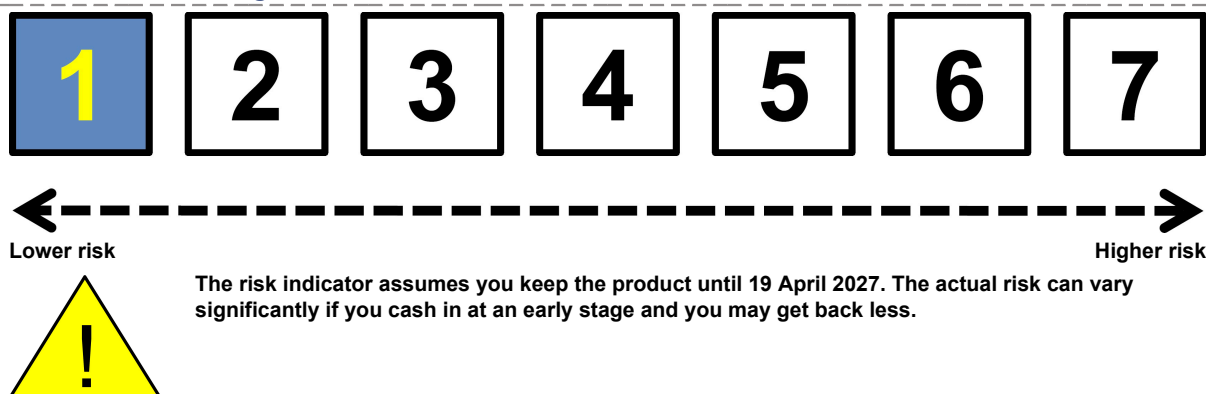 1 2 3 4 5 6 7
Lower risk Higher risk
The risk indicator assumes you keep the product until 19 April 2027. The actual risk can vary
significantly if you cash in at an early stage and you may get back less.
!